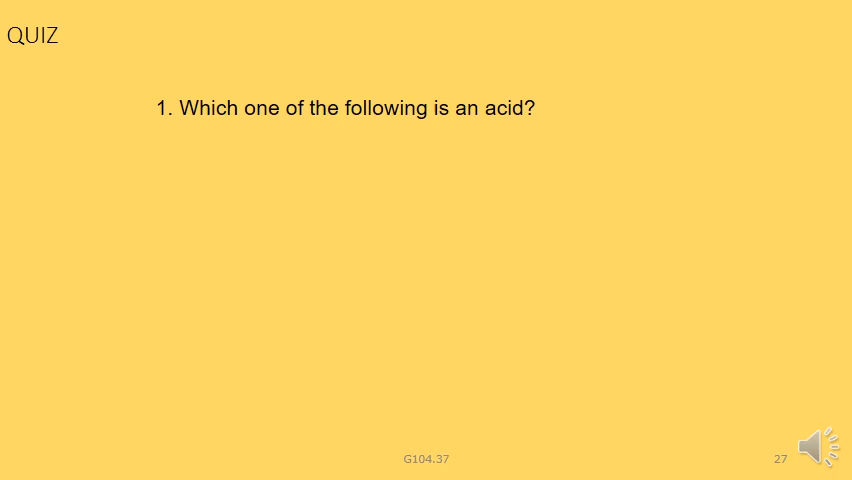 QUIZ
1. Which one of the following is an acid?
G104.37
27